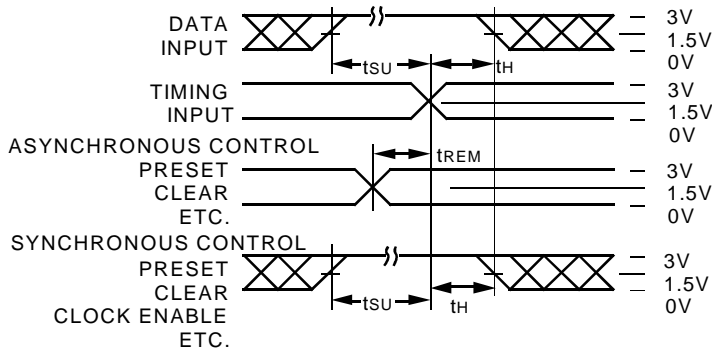 DATA
INPUT
tSU
tH
3V
1.5V
0V
TIMING
INPUT
3V
1.5V
0V
ASYNCHRONOUS CONTROL
PRESET
CLEAR
ETC.
tREM
3V
1.5V
0V
SYNCHRONOUS CONTROL
PRESET
CLEAR
CLOCK ENABLE
ETC.
tSU
tH
3V
1.5V
0V